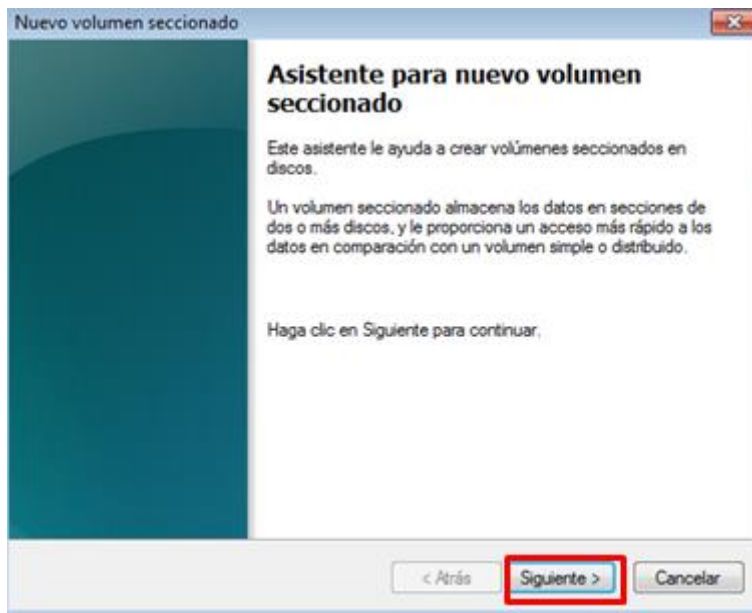 Nuevo volumen seccionado
Asistente para nuevo volumen
seccionado
Este asistente le ayuda a crear volúmenes seccionados en
discos.
Un volumen seccionado almacena los datos en secciones de
dos o más discos, y le proporciona un acceso más rápido a los
datos en comparación con un volumen simple o distribuido.
Haga clic en Siguiente para continuar.
< Atrás Siguiente > Cancelar